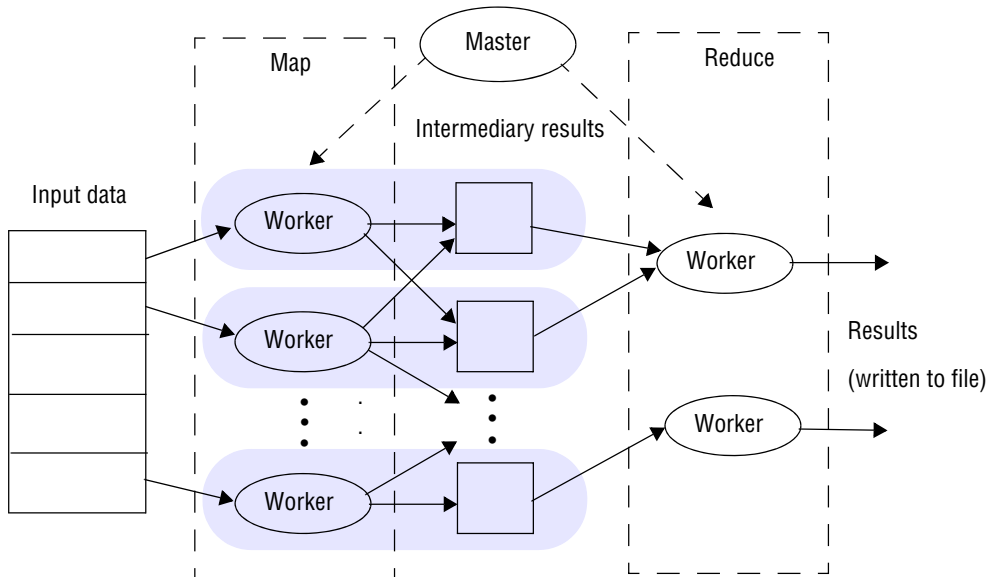 Master
Map
Reduce
Intermediary results
Input data
Worker
Worker
Worker
Worker
Results
(written to file)
Worker
Worker